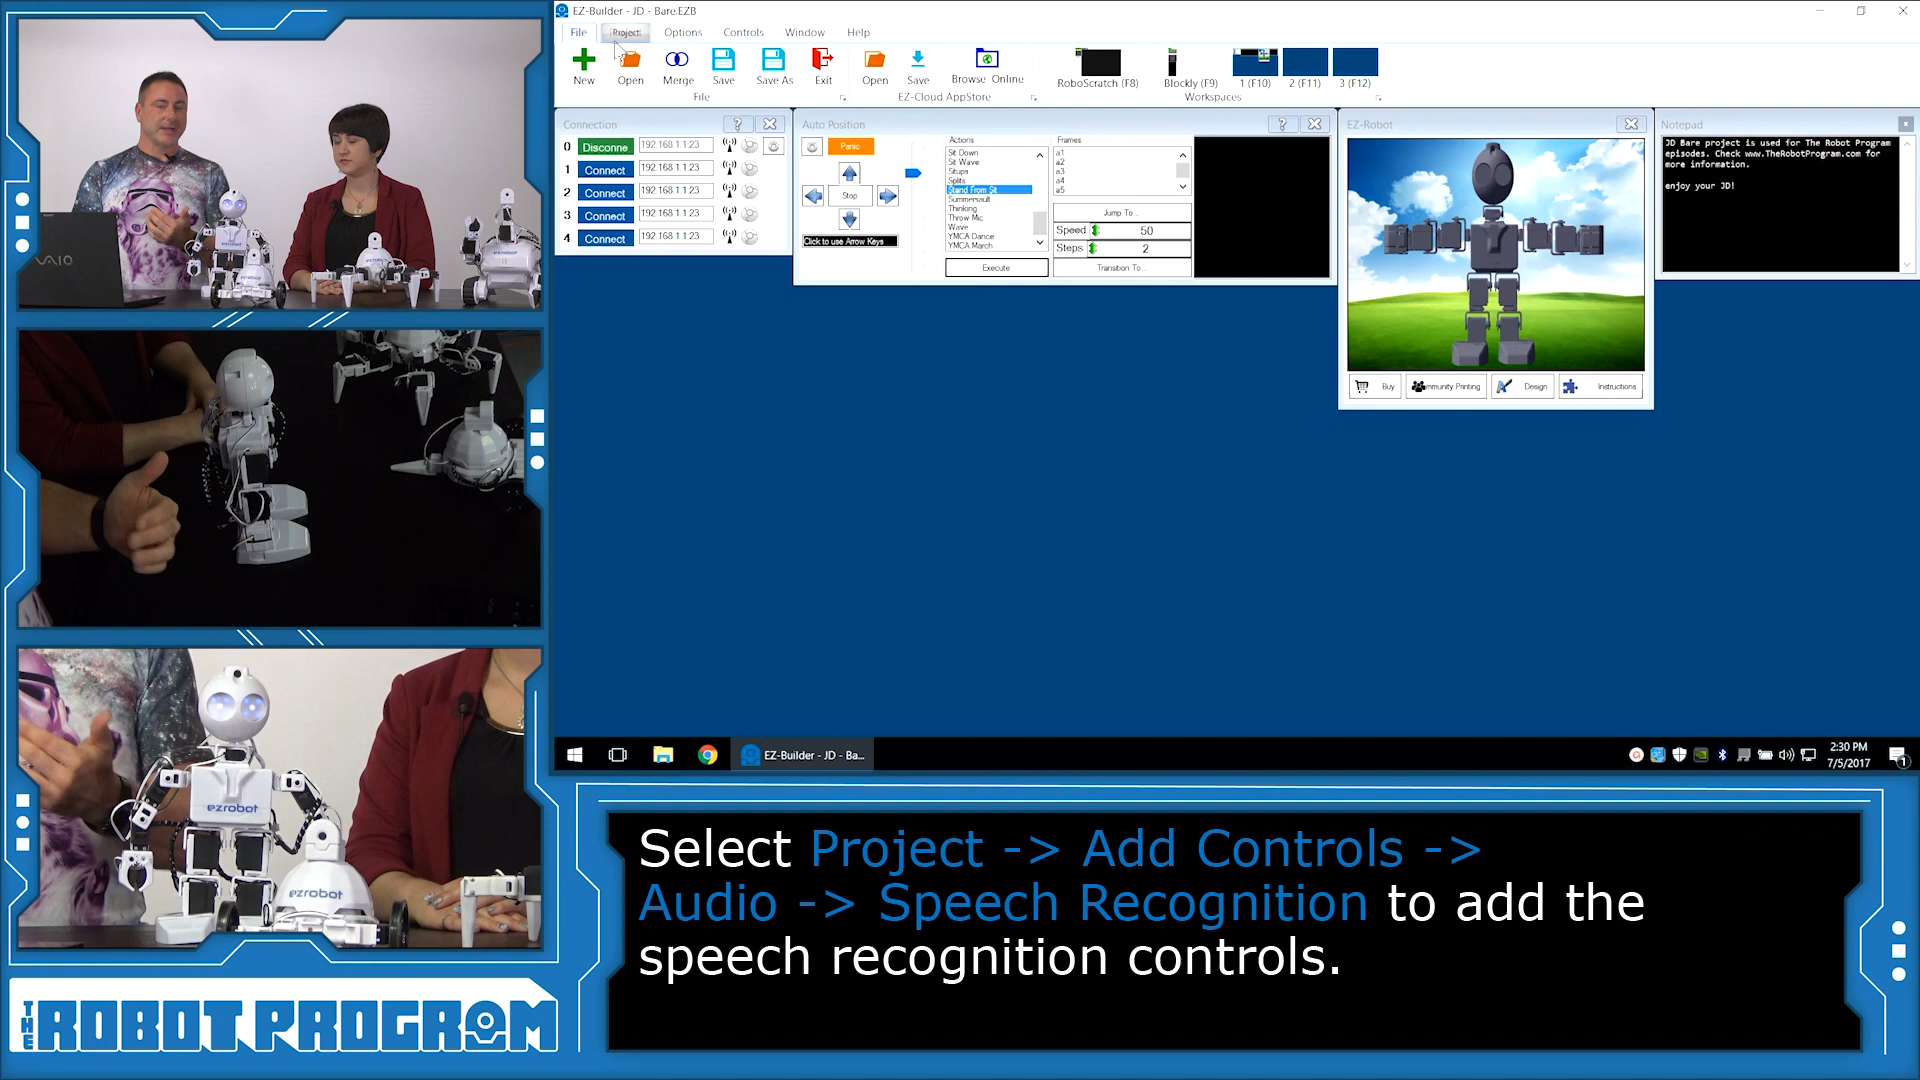 EZ-Builder - JD - Bare.EZB
File Project Options Controls Window Help
New Open Merge Save Save As Exit Open Save Browse Online RoboScratch (F8) Blockly (F9) 1 (F10) 2 (F11) 3 (F12)
File EZ-Cloud AppStore Workspaces
Connection
0 Disconne 192.168.1.1:23
1 Connect 192.168.1.1:23
2 Connect 192.168.1.1:23
3 Connect 192.168.1.1:23
4 Connect 192.168.1.1:23
Auto Position
Panic
Stop
Click to use Arrow Keys
Actions
Sit Down
Sit Wave
Situps
Splits
Stand From Sit
Summersault
Thinking
Throw Mic
Wave
YMCA Dance
YMCA March
Execute
Frames
a1
a2
a3
a4
a5
Jump To...
Speed 50
Steps 2
Transition To...
EZ-Robot
Buy mmunity Printing Design Instructions
Notepad
JD Bare project is used for The Robot Program
episodes. Check www.TheRobotProgram.com for
more information.
enjoy your JD!
VAIO
ezrobot
ezrobot
EZ-Builder - JD - Ba...
2:30 PM
7/5/2017
1
Select Project -> Add Controls ->
Audio -> Speech Recognition to add the
speech recognition controls.
THE ROBOT PROGRAM